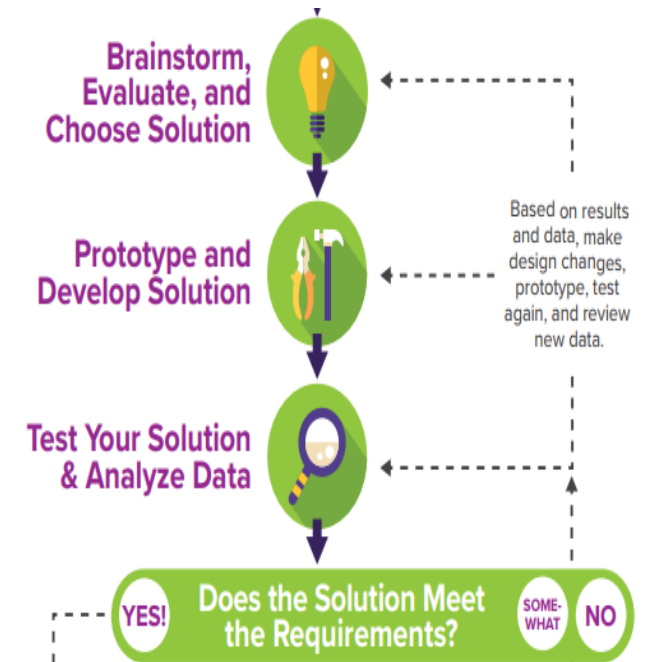 Brainstorm,
Evaluate, and
Choose Solution
Based on results
and data, make
design changes,
prototype, test
again, and review
new data.
Prototype and
Develop Solution
Test Your Solution
& Analyze Data
YES!
Does the Solution Meet
the Requirements?
SOME-
WHAT
NO